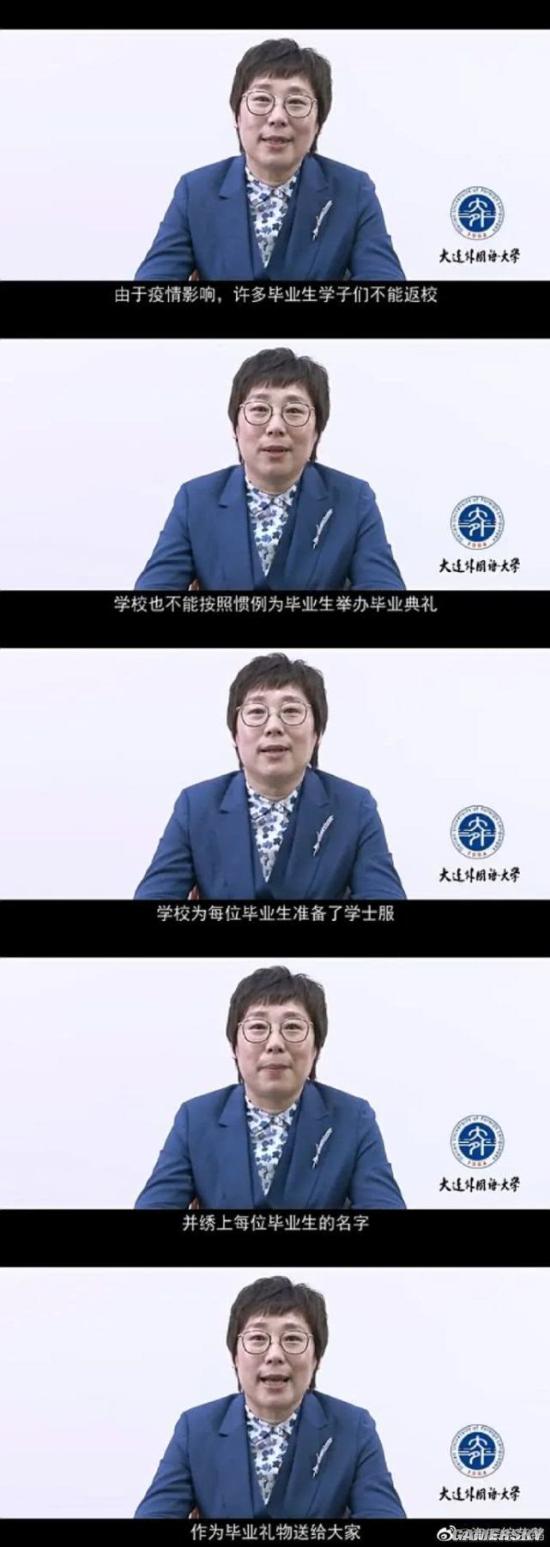 大连外国语大学
由于疫情影响，许多毕业生学子们不能返校
大连外国语大学
学校也不能按照惯例为毕业生举办毕业典礼
大连外国语大学
学校为每位毕业生准备了学士服
大连外国语大学
并绣上每位毕业生的名字
大连外国语大学
作为毕业礼物送给大家